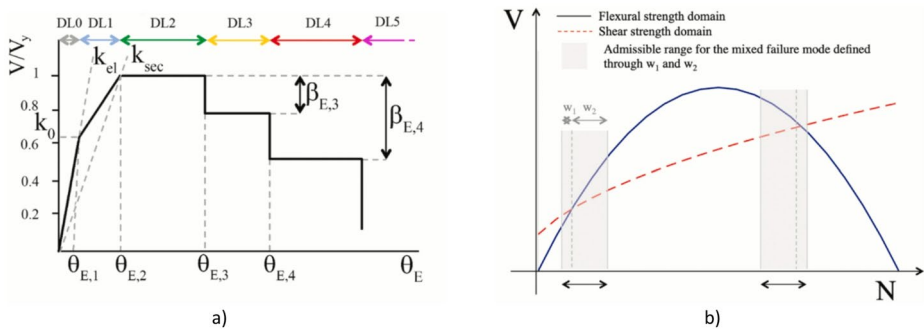 DL0 DL1 DL2 DL3 DL4 DL5
V/Vy
kel ksec
1
βE,3
0.8
βE,4
k0
0.6
0.4
0.2
θE,1 θE,2 θE,3 θE,4 θE
a)
V
Flexural strength domain
Shear strength domain
Admissible range for the mixed failure mode defined
through w1 and w2
w1 w2
N
b)